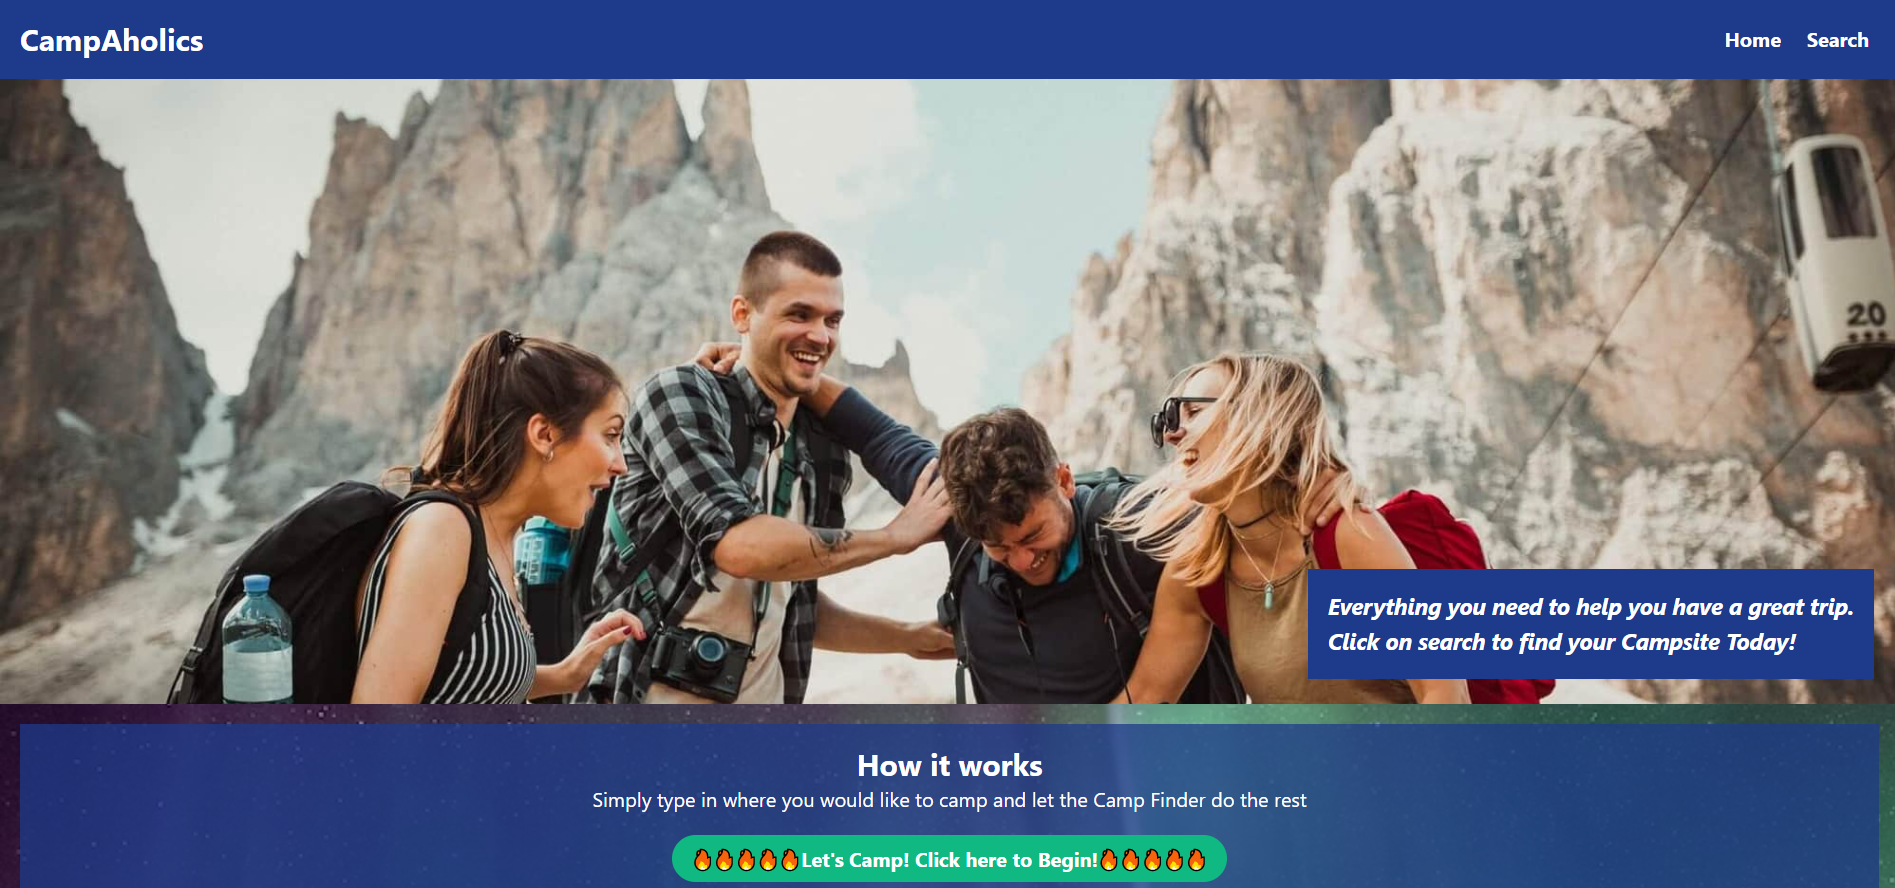 CampAholics
Home Search
20
Everything you need to help you have a great trip.
Click on search to find your Campsite Today!
How it works
Simply type in where you would like to camp and let the Camp Finder do the rest
🔥🔥🔥🔥🔥Let's Camp! Click here to Begin!🔥🔥🔥🔥🔥